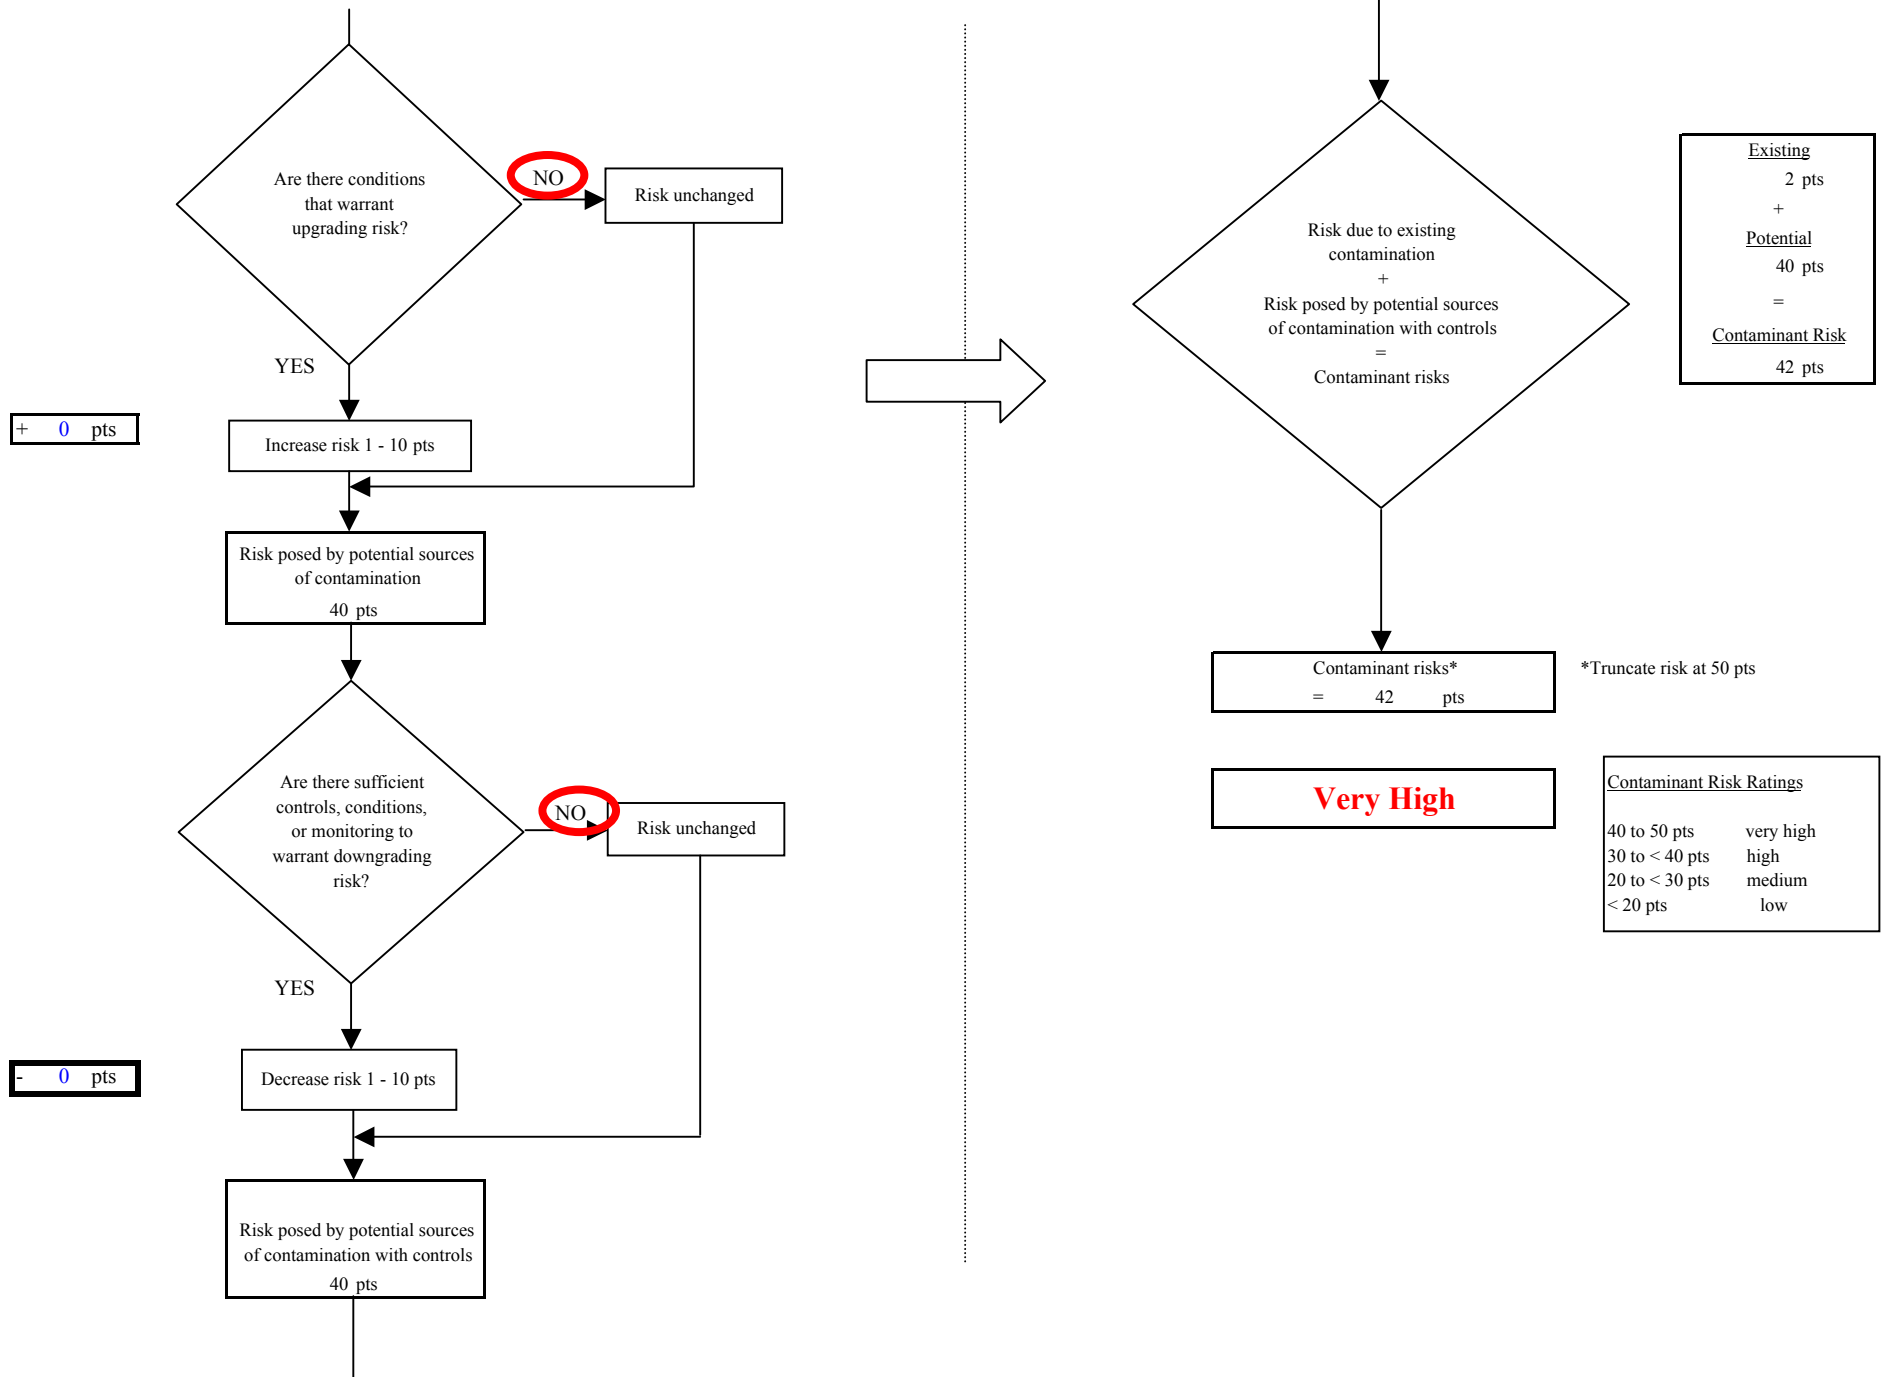 Are there conditions
that warrant
upgrading risk?
NO
Risk unchanged
YES
+ 0 pts
Increase risk 1 - 10 pts
Risk posed by potential sources
of contamination
40 pts
Are there sufficient
controls, conditions,
or monitoring to
warrant downgrading
risk?
NO
Risk unchanged
YES
- 0 pts
Decrease risk 1 - 10 pts
Risk posed by potential sources
of contamination with controls
40 pts
Risk due to existing
contamination
+
Risk posed by potential sources
of contamination with controls
=
Contaminant risks
Existing
2 pts
+
Potential
40 pts
=
Contaminant Risk
42 pts
Contaminant risks*
= 42 pts
*Truncate risk at 50 pts
Very High
Contaminant Risk Ratings
40 to 50 pts very high
30 to < 40 pts high
20 to < 30 pts medium
< 20 pts low